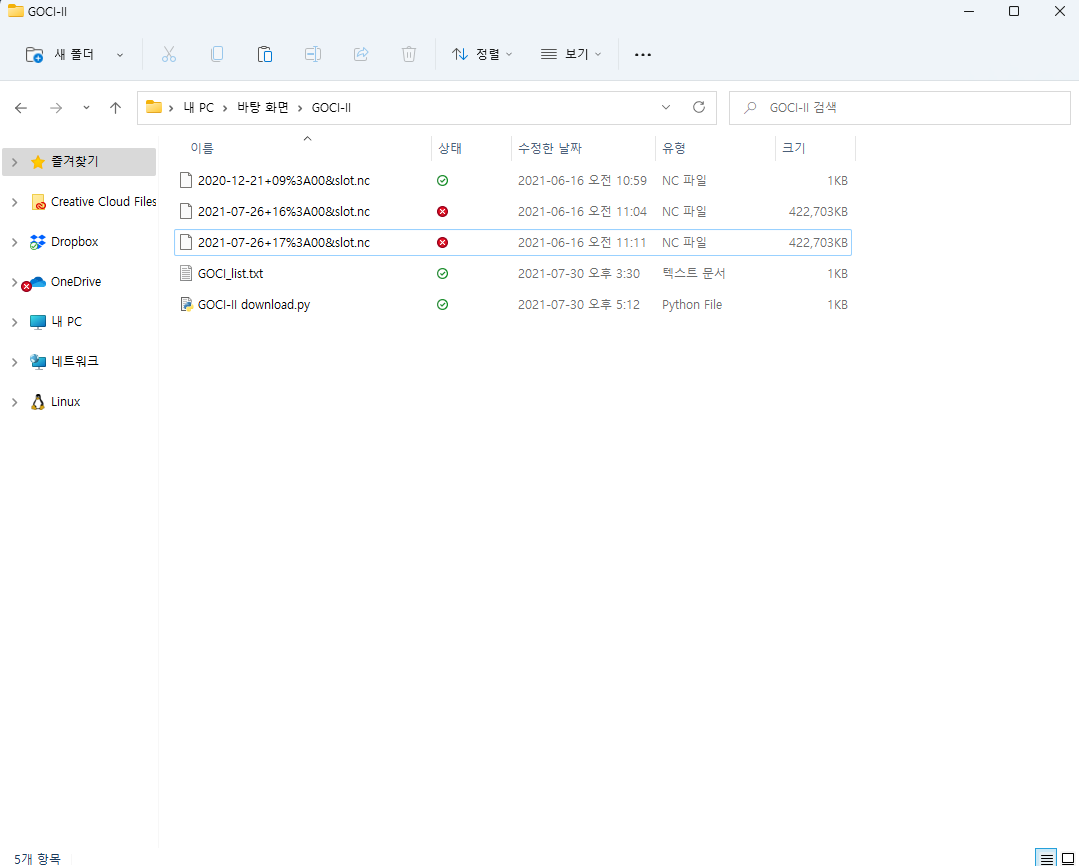 GOCI-II
새 폴더 정렬 보기
내 PC 바탕 화면 GOCI-II GOCI-II 검색
이름 상태 수정한 날짜 유형 크기
즐겨찾기
Creative Cloud Files
Dropbox
OneDrive
내 PC
네트워크
Linux
2020-12-21+09%3A00&slot.nc 2021-06-16 오전 10:59 NC 파일 1KB
2021-07-26+16%3A00&slot.nc 2021-06-16 오전 11:04 NC 파일 422,703KB
2021-07-26+17%3A00&slot.nc 2021-06-16 오전 11:11 NC 파일 422,703KB
GOCI_list.txt 2021-07-30 오후 3:30 텍스트 문서 1KB
GOCI-II download.py 2021-07-30 오후 5:12 Python File 1KB
5개 항목